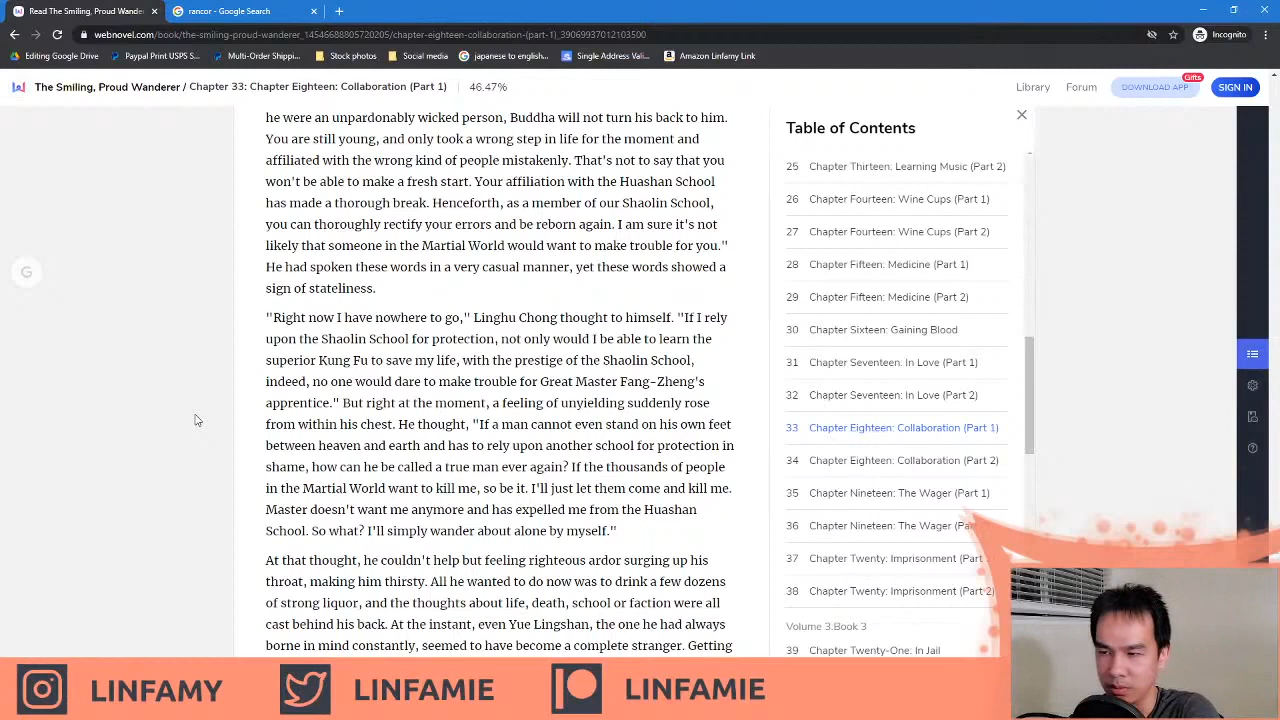 Read The Smiling, Proud Wander
rancor - Google Search
webnovel.com/book/the-smiling-proud-wanderer_14546688805720205/chapter-eighteen-collaboration-(part-1)_39069937012103500
Incognito
Editing Google Drive
Paypal Print USPS S...
Multi-Order Shippi...
Stock photos
Social media
japanese to english...
Single Address Vali...
Amazon Linfamy Link
The Smiling, Proud Wanderer / Chapter 33: Chapter Eighteen: Collaboration (Part 1)
46.47%
Library
Forum
DOWNLOAD APP
Gifts
SIGN IN
he were an unpardonably wicked person, Buddha will not turn his back to him.
You are still young, and only took a wrong step in life for the moment and
affiliated with the wrong kind of people mistakenly. That's not to say that you
won't be able to make a fresh start. Your affiliation with the Huashan School
has made a thorough break. Henceforth, as a member of our Shaolin School,
you can thoroughly rectify your errors and be reborn again. I am sure it's not
likely that someone in the Martial World would want to make trouble for you."
He had spoken these words in a very casual manner, yet these words showed a
sign of stateliness.
"Right now I have nowhere to go," Linghu Chong thought to himself. "If I rely
upon the Shaolin School for protection, not only would I be able to learn the
superior Kung Fu to save my life, with the prestige of the Shaolin School,
indeed, no one would dare to make trouble for Great Master Fang-Zheng's
apprentice." But right at the moment, a feeling of unyielding suddenly rose
from within his chest. He thought, "If a man cannot even stand on his own feet
between heaven and earth and has to rely upon another school for protection in
shame, how can he be called a true man ever again? If the thousands of people
in the Martial World want to kill me, so be it. I'll just let them come and kill me.
Master doesn't want me anymore and has expelled me from the Huashan
School. So what? I'll simply wander about alone by myself."
At that thought, he couldn't help but feeling righteous ardor surging up his
throat, making him thirsty. All he wanted to do now was to drink a few dozens
of strong liquor, and the thoughts about life, death, school or faction were all
cast behind his back. At the instant, even Yue Lingshan, the one he had always
borne in mind constantly, seemed to have become a complete stranger. Getting
Table of Contents
25 Chapter Thirteen: Learning Music (Part 2)
26 Chapter Fourteen: Wine Cups (Part 1)
27 Chapter Fourteen: Wine Cups (Part 2)
28 Chapter Fifteen: Medicine (Part 1)
29 Chapter Fifteen: Medicine (Part 2)
30 Chapter Sixteen: Gaining Blood
31 Chapter Seventeen: In Love (Part 1)
32 Chapter Seventeen: In Love (Part 2)
33 Chapter Eighteen: Collaboration (Part 1)
34 Chapter Eighteen: Collaboration (Part 2)
35 Chapter Nineteen: The Wager (Part 1)
36 Chapter Nineteen: The Wager (Pa
37 Chapter Twenty: Imprisonment (Part
38 Chapter Twenty: Imprisonment (Part 2)
Volume 3.Book 3
39 Chapter Twenty-One: In Jail
G
LINFAMY
LINFAMIE
LINFAMIE